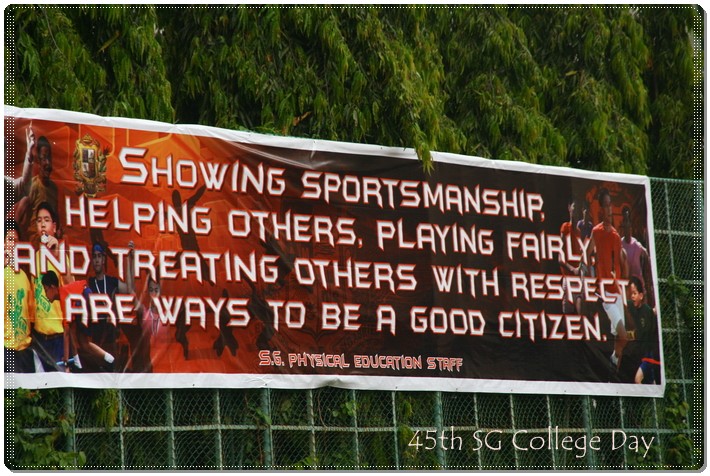 SHOWING SPORTSMANSHIP,
HELPING OTHERS, PLAYING FAIRLY
AND TREATING OTHERS WITH RESPECT
ARE WAYS TO BE A GOOD CITIZEN.
S.G. PHYSICAL EDUCATION STAFF
45th SG College Day